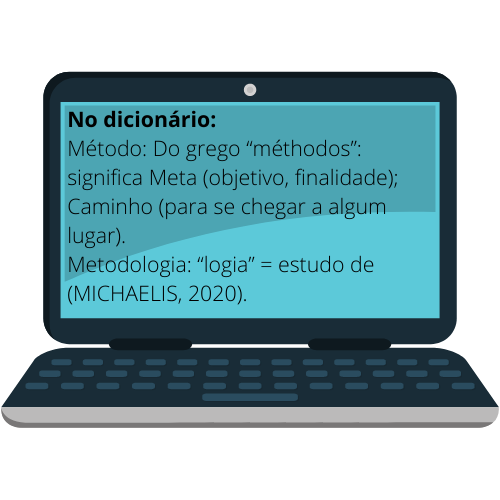 No dicionário:
Método: Do grego “méthodos”:
significa Meta (objetivo, finalidade);
Caminho (para se chegar a algum
lugar).
Metodologia: “logia” = estudo de
(MICHAELIS, 2020).